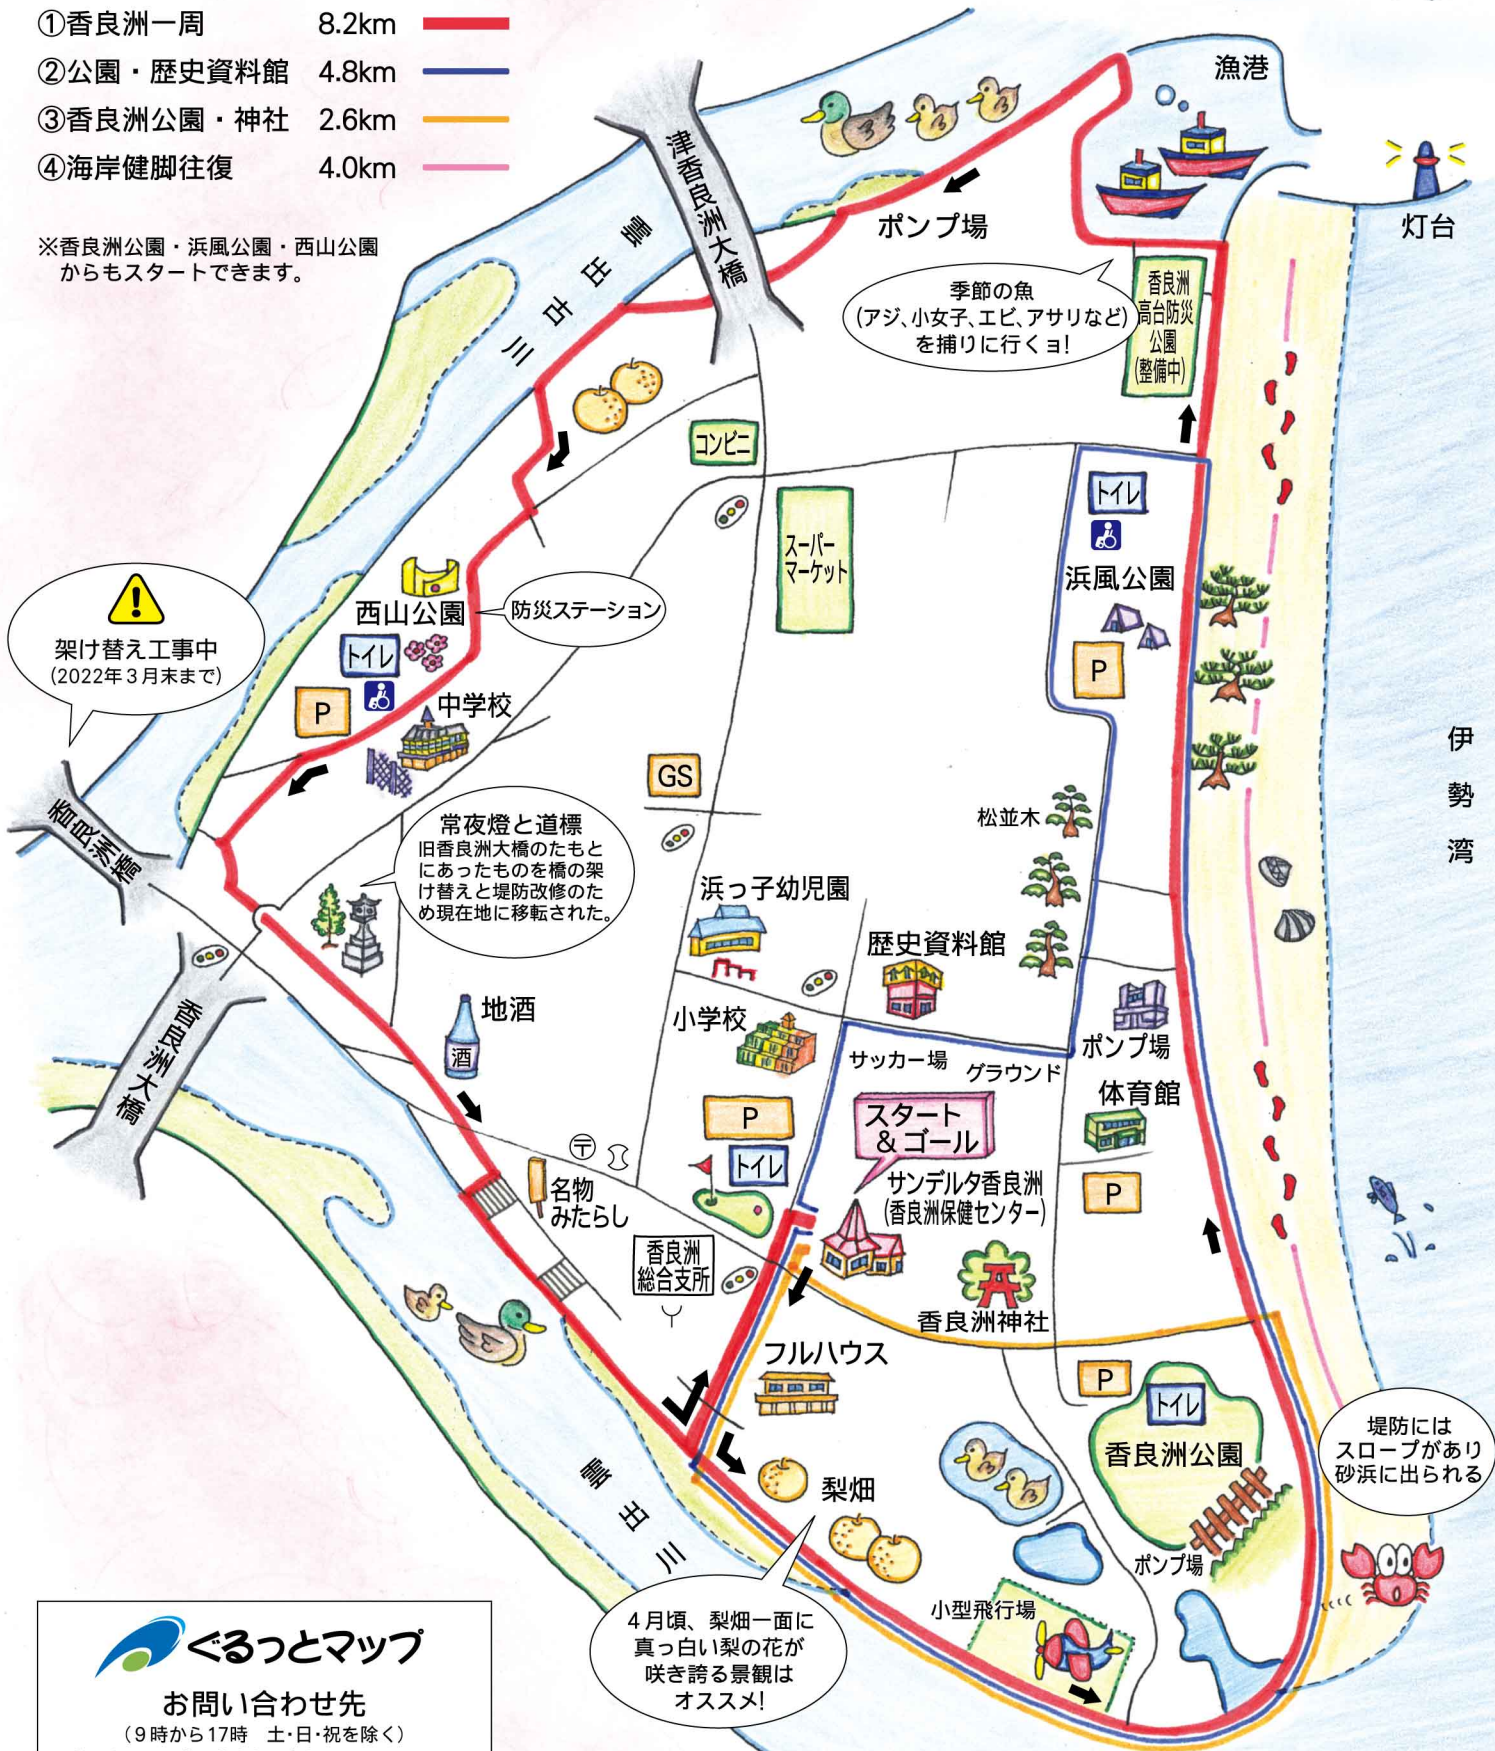 ①香良洲一周 8.2km
②公園・歴史資料館 4.8km
③香良洲公園・神社 2.6km
④海岸健脚往復 4.0km
※香良洲公園・浜風公園・西山公園
からもスタートできます。
漁港
灯台
津香良洲大橋
雲出古川
ポンプ場
季節の魚
(アジ、小女子、エビ、アサリなど)
を捕りに行くョ!
香良洲
高台防災
公園
(整備中)
コンビニ
スーパー
マーケット
トイレ
浜風公園
P
西山公園
防災ステーション
トイレ
P
中学校
架け替え工事中
(2022年3月末まで)
香良洲橋
GS
常夜燈と道標
旧香良洲大橋のたもと
にあったものを橋の架
け替えと堤防改修のた
め現在地に移転された。
松並木
伊勢湾
浜っ子幼児園
歴史資料館
香良洲大橋
地酒
酒
小学校
サッカー場
グラウンド
ポンプ場
体育館
P
トイレ
スタート
&ゴール
サンデルタ香良洲
(香良洲保健センター)
P
〒
名物
みたらし
香良洲
総合支所
香良洲神社
フルハウス
P
トイレ
香良洲公園
堤防には
スロープがあり
砂浜に出られる
雲出川
梨畑
ポンプ場
小型飛行場
4月頃、梨畑一面に
真っ白い梨の花が
咲き誇る景観は
オススメ!
ぐるっとマップ
お問い合わせ先
(9時から17時 土・日・祝を除く)